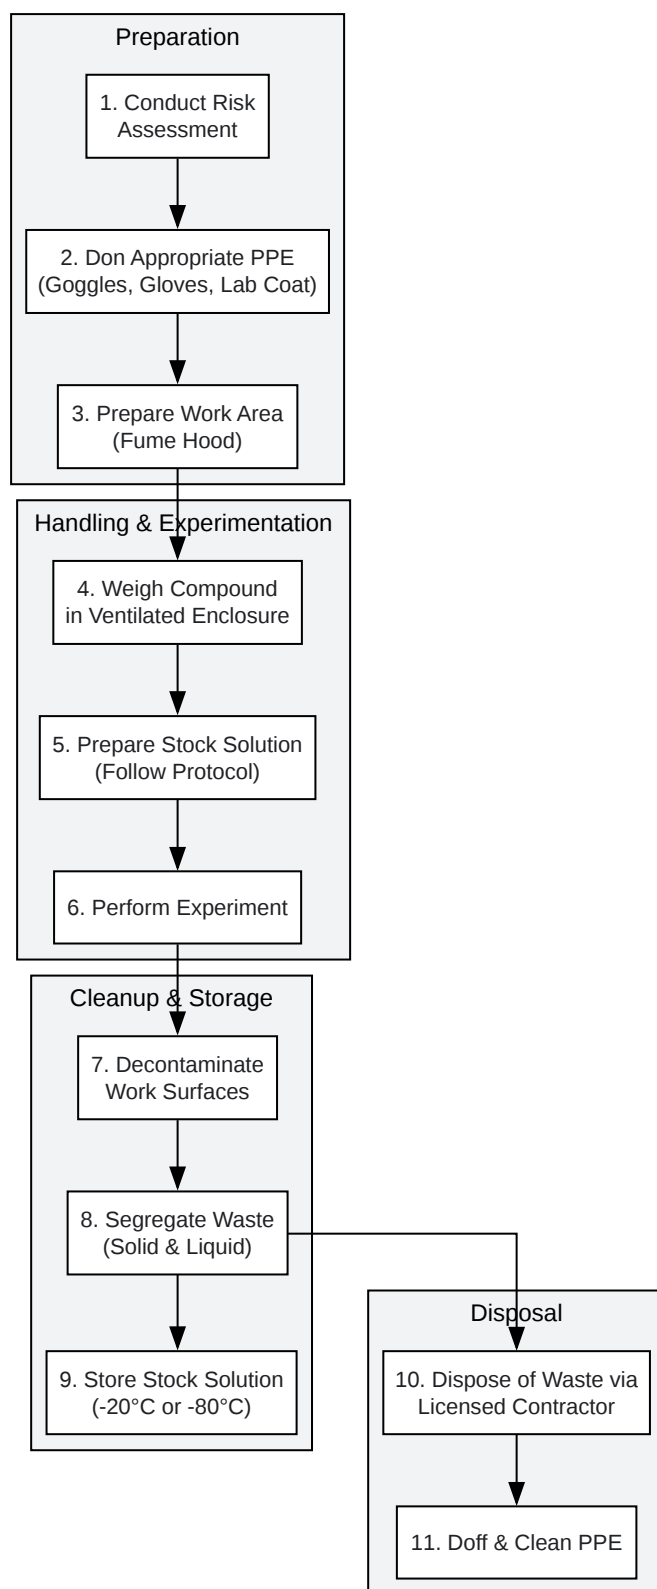 Preparation
1. Conduct Risk
Assessment
2. Don Appropriate PPE
(Goggles, Gloves, Lab Coat)
3. Prepare Work Area
(Fume Hood)
Handling & Experimentation
4. Weigh Compound
in Ventilated Enclosure
5. Prepare Stock Solution
(Follow Protocol)
6. Perform Experiment
Cleanup & Storage
7. Decontaminate
Work Surfaces
8. Segregate Waste
(Solid & Liquid)
9. Store Stock Solution
(-20°C or -80°C)
Disposal
10. Dispose of Waste via
Licensed Contractor
11. Doff & Clean PPE